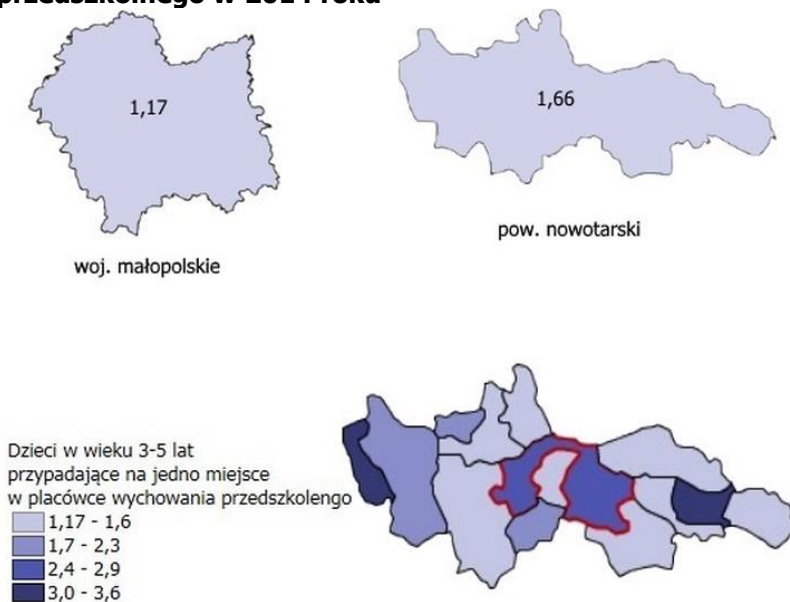 przedszkolnego w 2014 roku
1,17
1,66
pow. nowotarski
woj. małopolskie
Dzieci w wieku 3-5 lat
przypadające na jedno miejsce
w placówce wychowania przedszkolengo
1,17 - 1,6
1,7 - 2,3
2,4 - 2,9
3,0 - 3,6